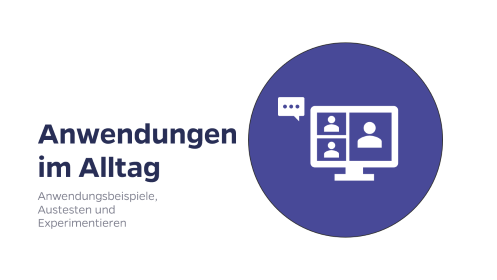 Anwendungen
im Alltag
Anwendungsbeispiele,
Austesten und
Experimentieren